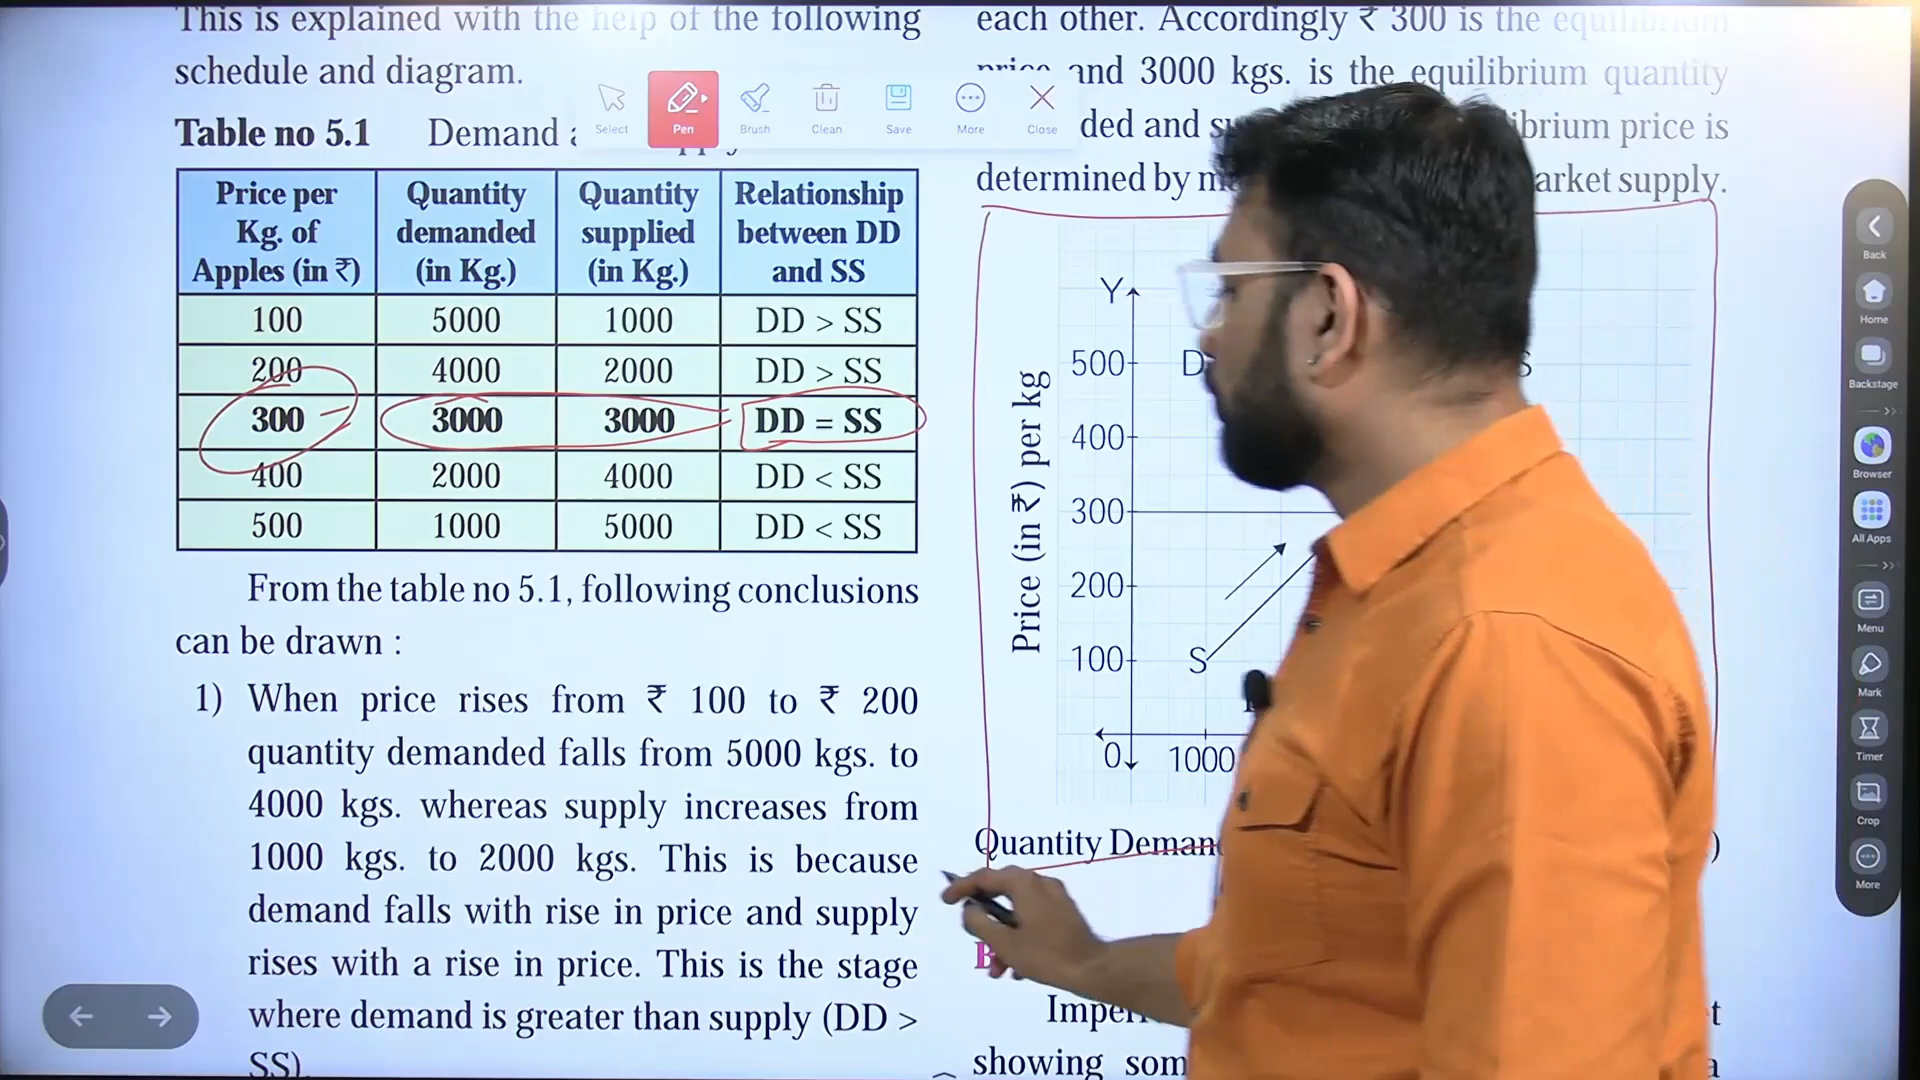 This is explained with the help of the following
schedule and diagram.
Table no 5.1 Demand
Price per Kg. of Apples (in ₹) Quantity demanded (in Kg.) Quantity supplied (in Kg.) Relationship between DD and SS
100 5000 1000 DD > SS
200 4000 2000 DD > SS
300 3000 3000 DD = SS
400 2000 4000 DD < SS
500 1000 5000 DD < SS
From the table no 5.1, following conclusions
can be drawn :
1) When price rises from ₹ 100 to ₹ 200
quantity demanded falls from 5000 kgs. to
4000 kgs. whereas supply increases from
1000 kgs. to 2000 kgs. This is because
demand falls with rise in price and supply
rises with a rise in price. This is the stage
where demand is greater than supply (DD >
SS).
each other. Accordingly ₹ 300 is the equilibrium
price and 3000 kgs. is the equilibrium quantity
ded and
brium price is
determined by
arket supply.
Y
Price (in ₹) per kg
500
D
S
400
300
200
100
S
0
1000
Quantity Deman
)
showing som
a
Select
Pen
Brush
Clean
Save
More
Close
Back
Home
Backstage
Browser
All Apps
Menu
Mark
Timer
Crop
More